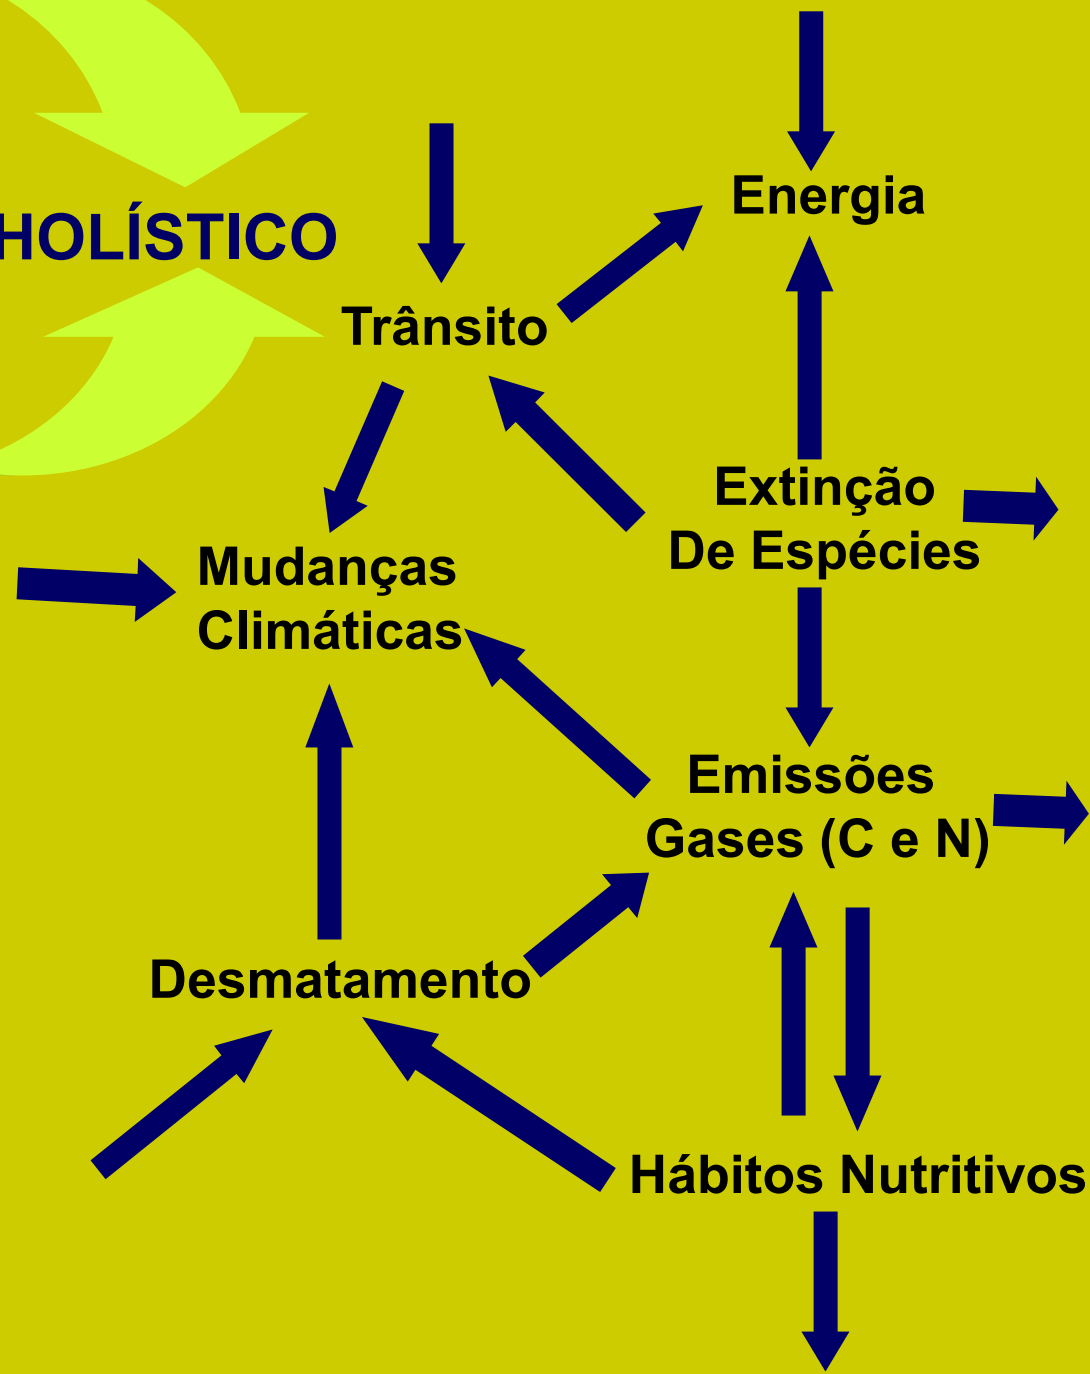 Energia
HOLÍSTICO
Trânsito
Extinção
De Espécies
Mudanças
Climáticas
Emissões
Gases (C e N)
Desmatamento
Hábitos Nutritivos